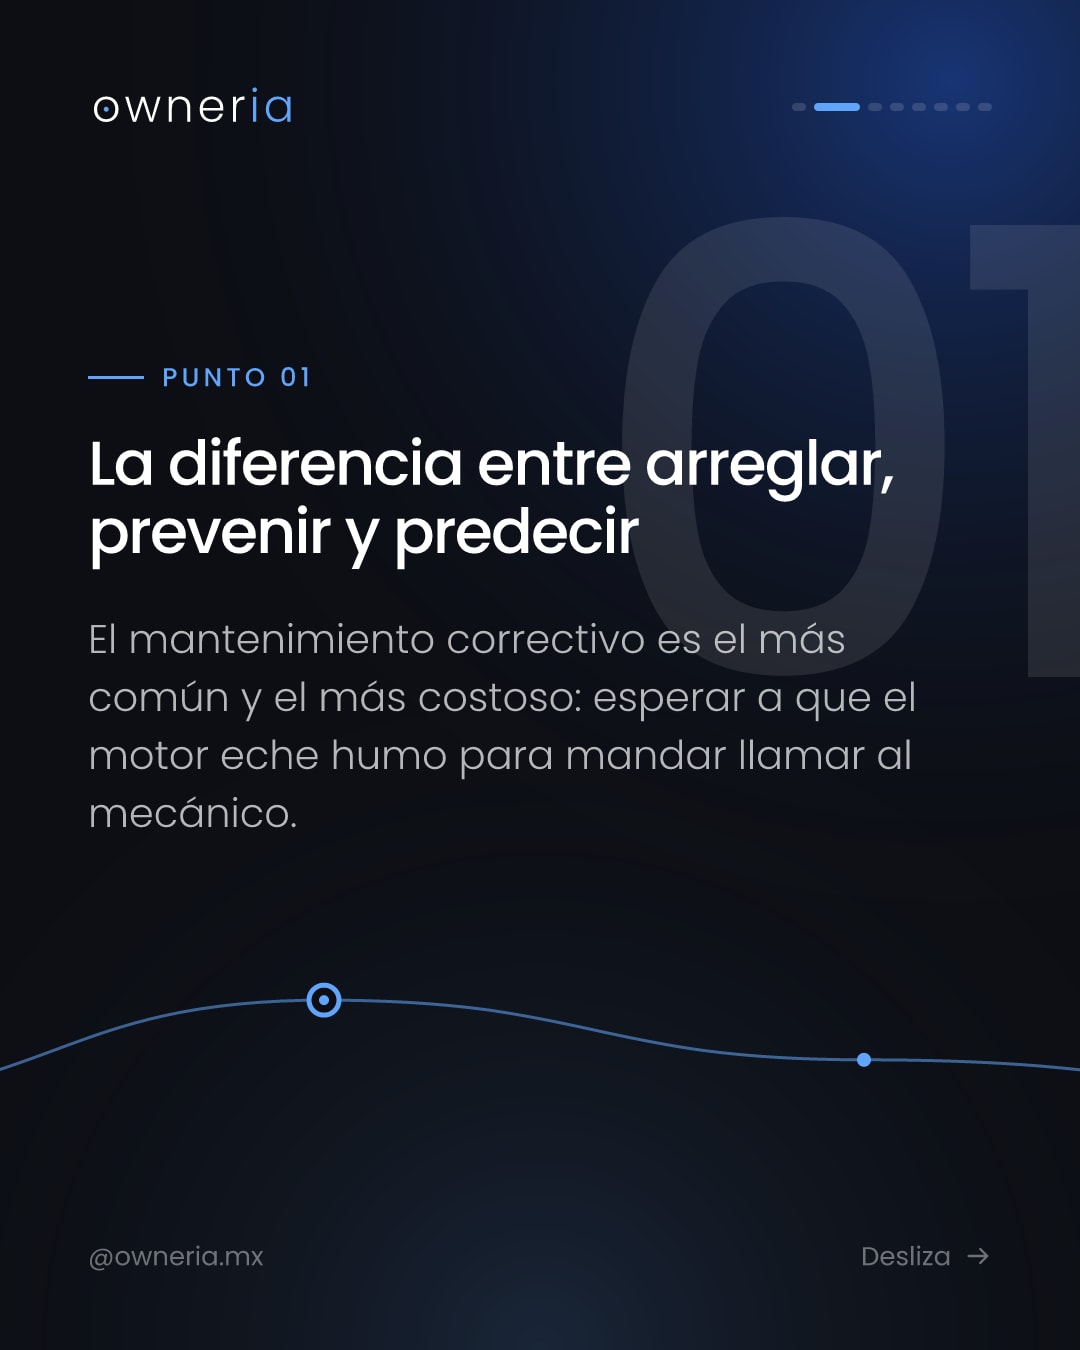 owneria
01
PUNTO 01
La diferencia entre arreglar,
prevenir y predecir
El mantenimiento correctivo es el más
común y el más costoso: esperar a que el
motor eche humo para mandar llamar al
mecánico.
@owneria.mx
Desliza →